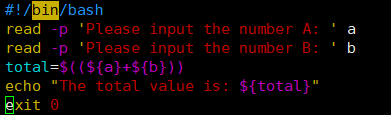 #!/bin/bash
read -p 'Please input the number A: ' a
read -p 'Please input the number B: ' b
total=$((${a}+${b}))
echo "The total value is: ${total}"
exit 0